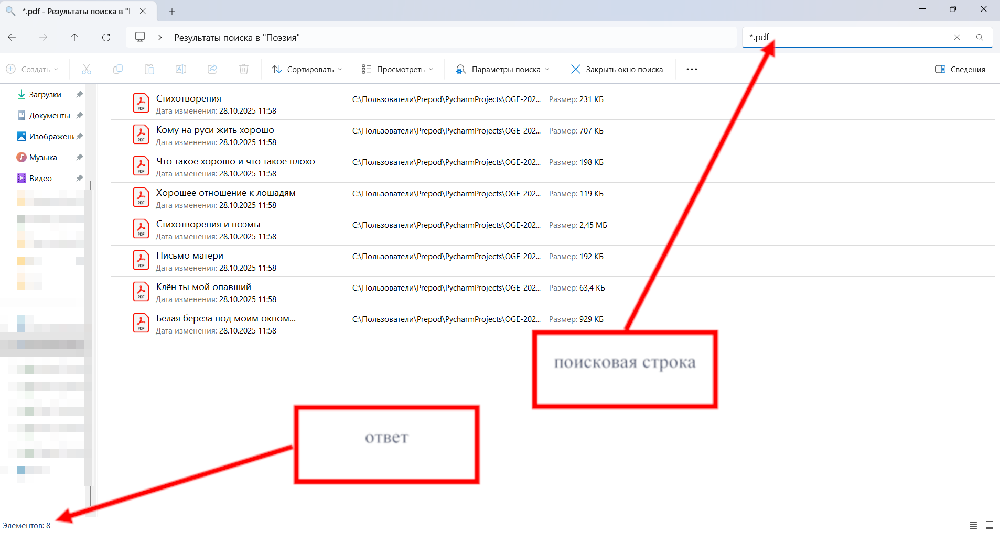 *.pdf - Результаты поиска в "I
Результаты поиска в "Поэзия"
*.pdf
Создать
Сортировать
Просмотреть
Параметры поиска
Закрыть окно поиска
Сведения
Загрузки
Документы
Изображени
Музыка
Видео
Стихотворения
Дата изменения: 28.10.2025 11:58
C:\Пользователи\Prepod\PycharmProjects\OGE-202...
Размер: 231 КБ
Кому на руси жить хорошо
Дата изменения: 28.10.2025 11:58
C:\Пользователи\Prepod\PycharmProjects\OGE-202...
Размер: 707 КБ
Что такое хорошо и что такое плохо
Дата изменения: 28.10.2025 11:58
C:\Пользователи\Prepod\PycharmProjects\OGE-202...
Размер: 198 КБ
Хорошее отношение к лошадям
Дата изменения: 28.10.2025 11:58
C:\Пользователи\Prepod\PycharmProjects\OGE-202...
Размер: 119 КБ
Стихотворения и поэмы
Дата изменения: 28.10.2025 11:58
C:\Пользователи\Prepod\PycharmProjects\OGE-202...
Размер: 2,45 МБ
Письмо матери
Дата изменения: 28.10.2025 11:58
C:\Пользователи\Prepod\PycharmProjects\OGE-202...
Размер: 192 КБ
Клён ты мой опавший
Дата изменения: 28.10.2025 11:58
C:\Пользователи\Prepod\PycharmProjects\OGE-202...
Размер: 63,4 КБ
Белая береза под моим окном...
Дата изменения: 28.10.2025 11:58
C:\Пользователи\Prepod\PycharmProjects\OGE-202...
Размер: 929 КБ
PDF
PDF
PDF
PDF
PDF
PDF
PDF
PDF
поисковая строка
ответ
Элементов: 8